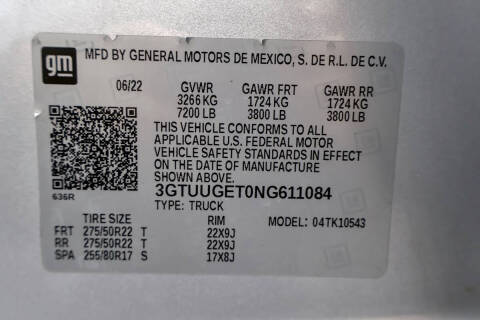 gm
MFD BY GENERAL MOTORS DE MEXICO, S. DE R.L. DE C.V.
06/22 GVWR GAWR FRT GAWR RR
3266 KG 1724 KG 1724 KG
7200 LB 3800 LB 3800 LB
THIS VEHICLE CONFORMS TO ALL
APPLICABLE U.S. FEDERAL MOTOR
VEHICLE SAFETY STANDARDS IN EFFECT
ON THE DATE OF MANUFACTURE
SHOWN ABOVE.
636R
3GTUUGET0NG611084
TYPE: TRUCK MODEL: 04TK10543
TIRE SIZE RIM
FRT 275/50R22 T 22X9J
RR 275/50R22 T 22X9J
SPA 255/80R17 S 17X8J